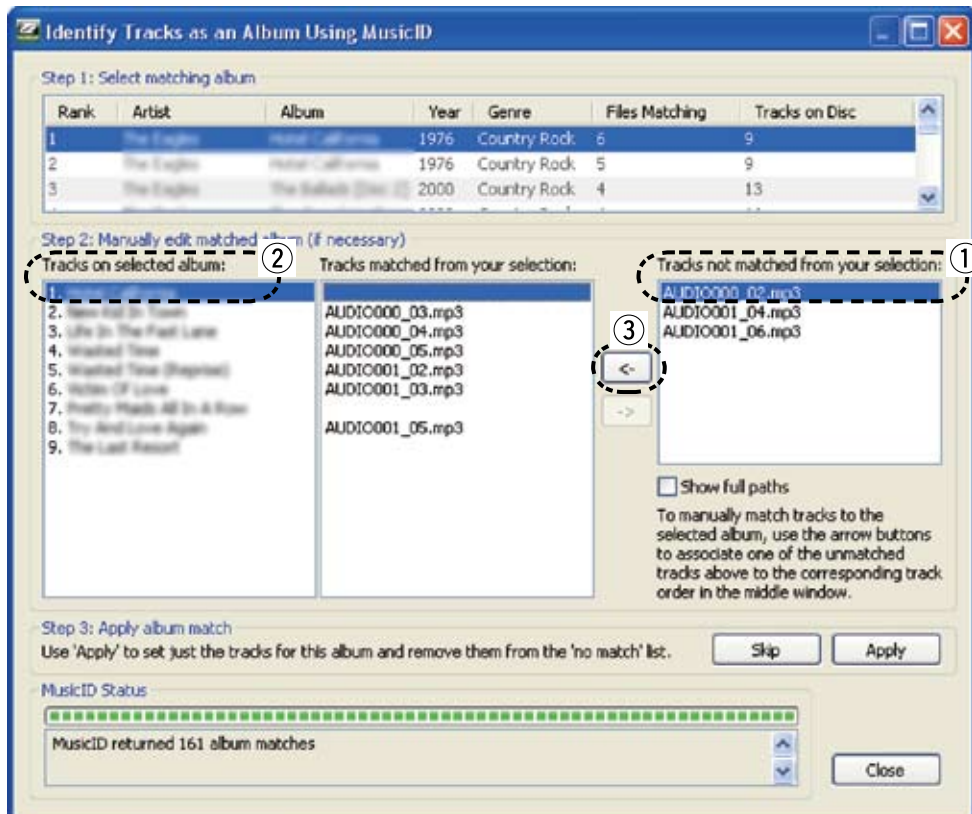 Identify Tracks as an Album Using MusicID
Step 1: Select matching album
Rank Artist Album Year Genre Files Matching Tracks on Disc
1 1976 Country Rock 6 9
2 1976 Country Rock 5 9
3 2000 Country Rock 4 13
Step 2: Manually edit matched album (if necessary)
Tracks on selected album: ② Tracks matched from your selection: Tracks not matched from your selection: ①
1. AUDIO000_02.mp3
2. AUDIO000_03.mp3 AUDIO001_04.mp3
3. AUDIO000_04.mp3 AUDIO001_06.mp3
4. AUDIO000_05.mp3
5. AUDIO001_02.mp3
6. AUDIO001_03.mp3
7.
8. AUDIO001_05.mp3
9.
③
<-
->
Show full paths
To manually match tracks to the
selected album, use the arrow buttons
to associate one of the unmatched
tracks above to the corresponding track
order in the middle window.
Step 3: Apply album match
Use 'Apply' to set just the tracks for this album and remove them from the 'no match' list. Skip Apply
MusicID Status
MusicID returned 161 album matches
Close